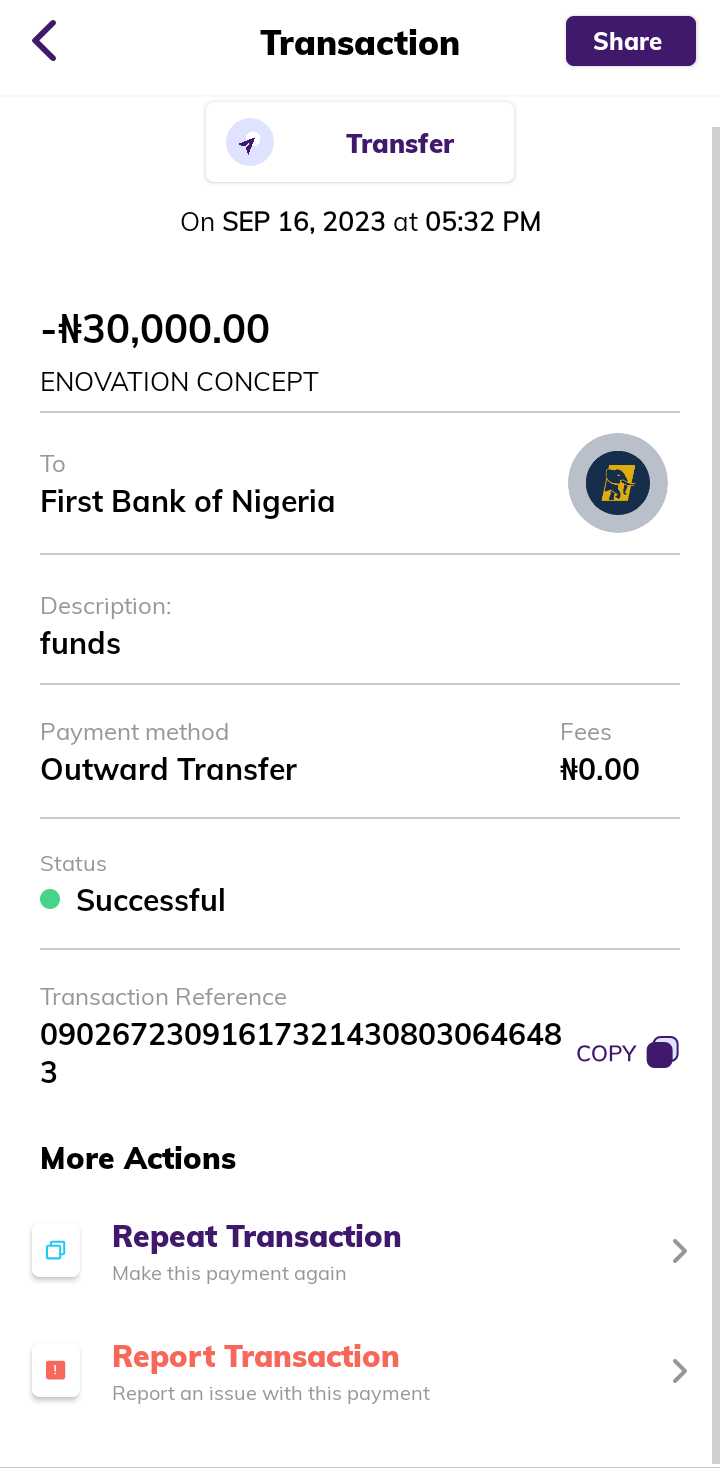 Transaction
Share
Transfer
On SEP 16, 2023 at 05:32 PM
-₦30,000.00
ENOVATION CONCEPT
To
First Bank of Nigeria
Description:
funds
Payment method
Fees
Outward Transfer
₦0.00
Status
Successful
Transaction Reference
09026723091617321430803064648
3
COPY
More Actions
Repeat Transaction
Make this payment again
Report Transaction
Report an issue with this payment